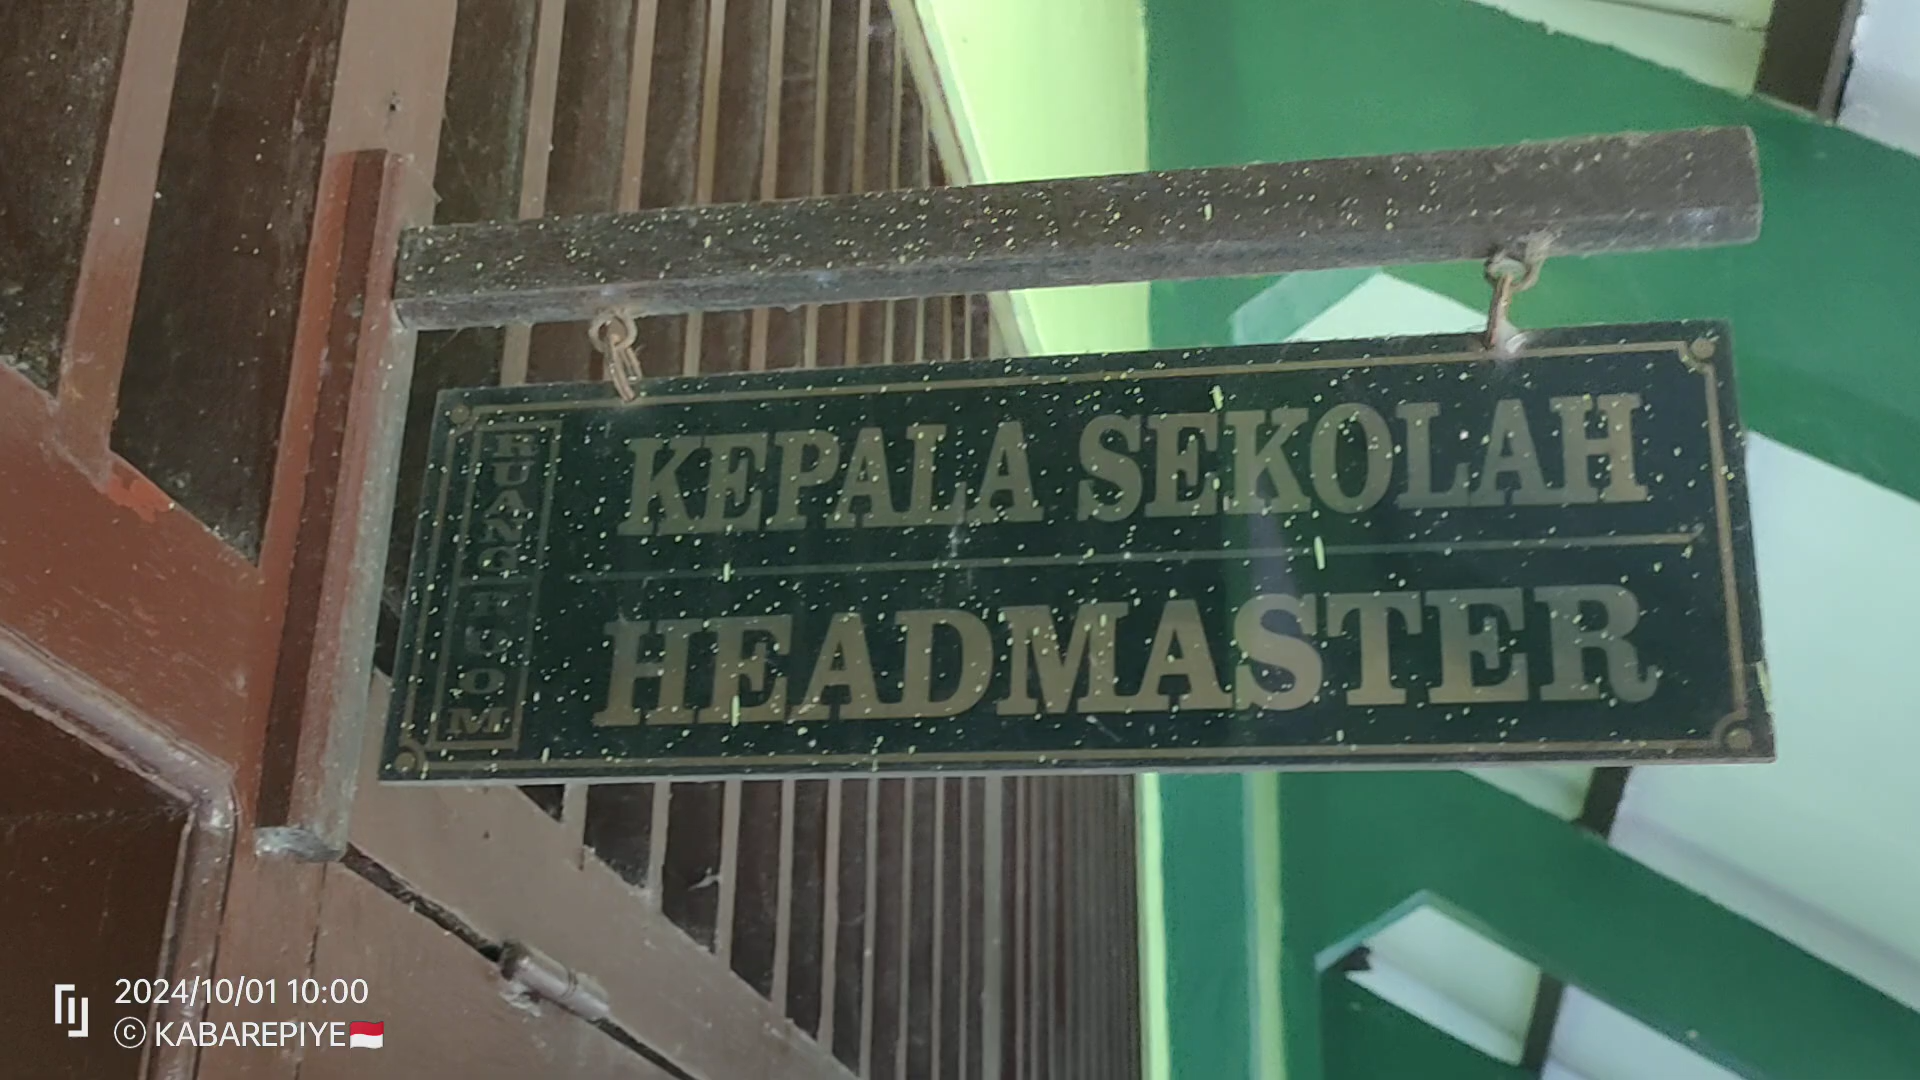 RUANG
ROOM
KEPALA SEKOLAH
HEADMASTER
2024/10/01 10:00
© KABAREPIYE🇮🇩